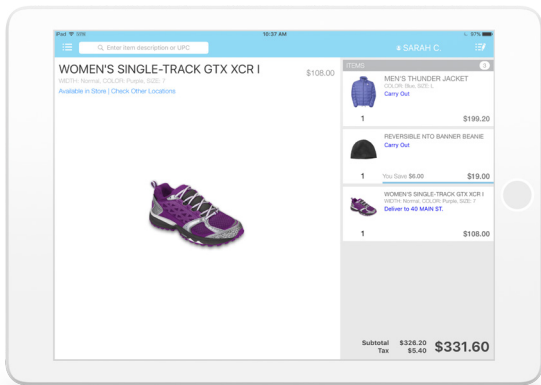 iPad
10:37 AM
97%
Enter item description or UPC
SARAH C.
WOMEN'S SINGLE-TRACK GTX XCR I
$108.00
WIDTH: Normal, COLOR: Purple, SIZE: 7
Available in Store | Check Other Locations
ITEMS
0
MEN'S THUNDER JACKET
COLOR: Blue, SIZE: L
Carry Out
1
$199.20
REVERSIBLE NTO BANNER BEANIE
Carry Out
1
You Save $6.00
$19.00
WOMEN'S SINGLE-TRACK GTX XCR I
WIDTH: Normal, COLOR: Purple, SIZE: 7
Deliver to 40 MAIN ST.
1
$108.00
Subtotal $326.20
Tax $5.40
$331.60